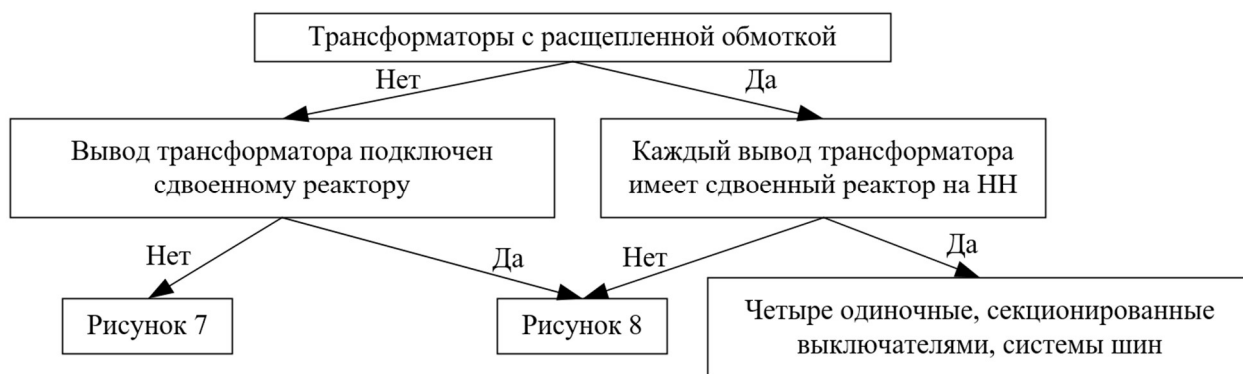 Трансформаторы с расщепленной обмоткой
Нет
Да
Вывод трансформатора подключен
сдвоенному реактору
Каждый вывод трансформатора
имеет сдвоенный реактор на НН
Нет
Да
Нет
Да
Рисунок 7
Рисунок 8
Четыре одиночные, секционированные
выключателями, системы шин